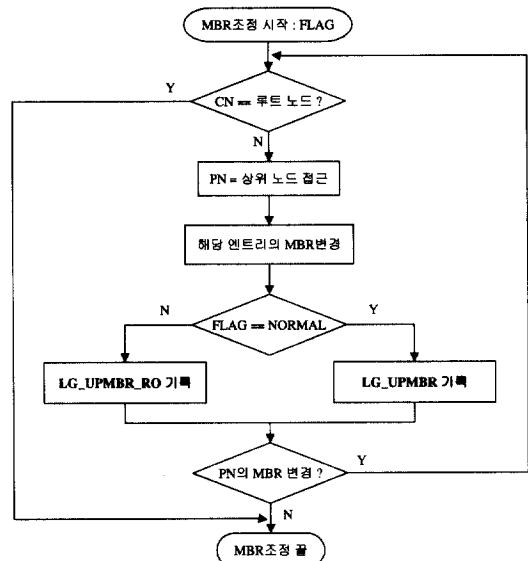 MBR조정 시작 : FLAG
Y
CN == 루트 노드 ?
N
PN = 상위 노드 접근
해당 엔트리의 MBR변경
N
FLAG == NORMAL
Y
LG_UPMBR_RO 기록
LG_UPMBR 기록
PN의 MBR 변경 ?
Y
N
MBR조정 끝